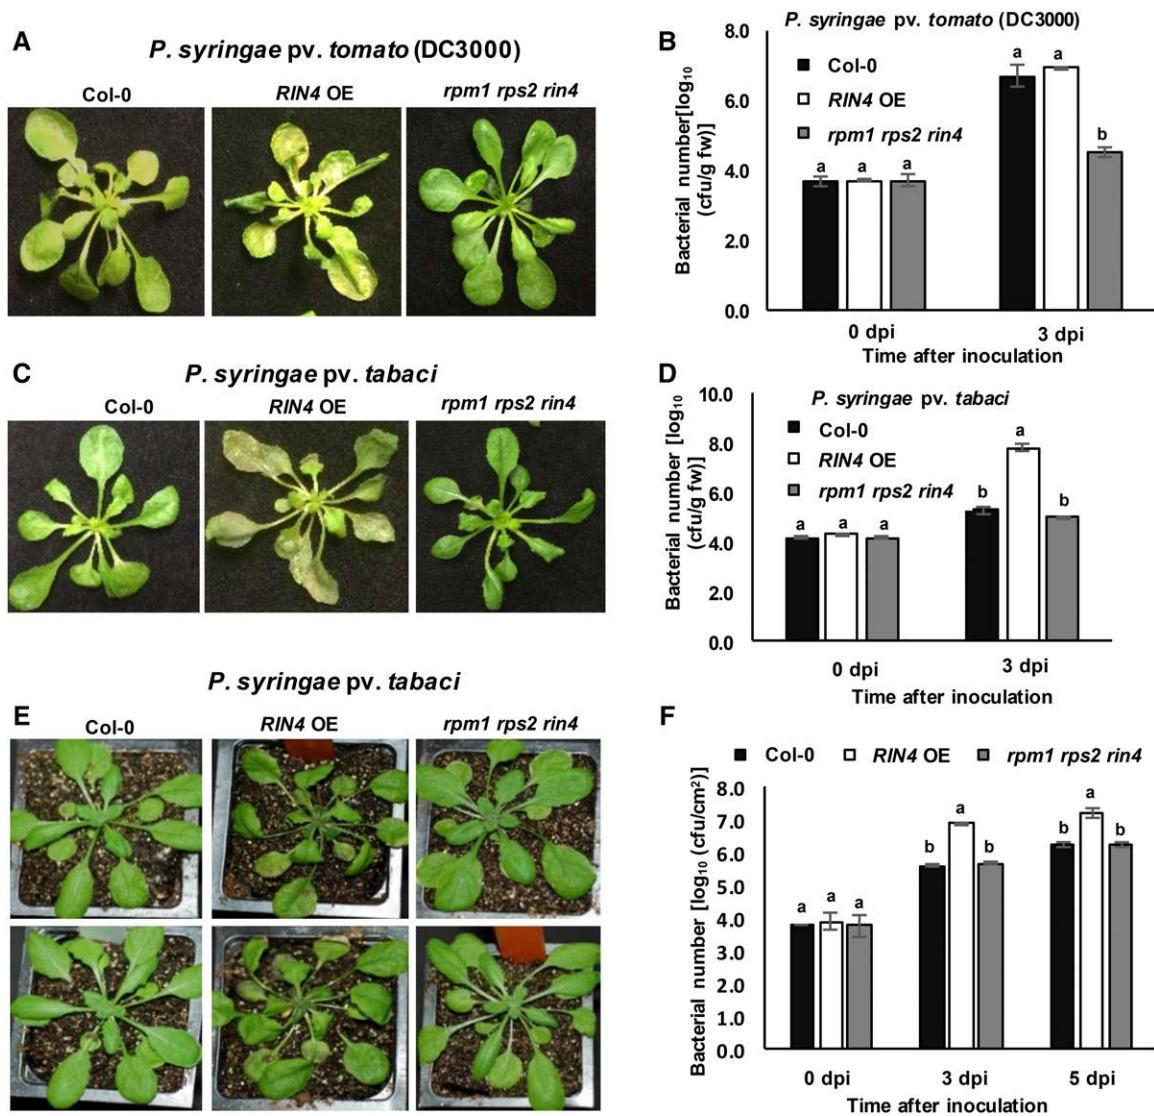 A
P. syringae pv. tomato (DC3000)
Col-0
RIN4 OE
rpm1 rps2 rin4
B
P. syringae pv. tomato (DC3000)
Bacterial number[log₁₀
(cfu/g fw)]
8.0
6.0
4.0
2.0
0.0
Col-0
RIN4 OE
rpm1 rps2 rin4
a
a
a
a
a
b
0 dpi
3 dpi
Time after inoculation
C
P. syringae pv. tabaci
Col-0
RIN4 OE
rpm1 rps2 rin4
D
P. syringae pv. tabaci
Bacterial number [log₁₀
(cfu/g fw)]
10.0
8.0
6.0
4.0
2.0
0.0
Col-0
RIN4 OE
rpm1 rps2 rin4
a
a
a
b
a
b
0 dpi
3 dpi
Time after inoculation
P. syringae pv. tabaci
E
Col-0
RIN4 OE
rpm1 rps2 rin4
F
Col-0
RIN4 OE
rpm1 rps2 rin4
Bacterial number [log₁₀ (cfu/cm²)]
8.0
7.0
6.0
5.0
4.0
3.0
2.0
1.0
0.0
a
a
a
b
a
b
b
a
b
0 dpi
3 dpi
5 dpi
Time after inoculation